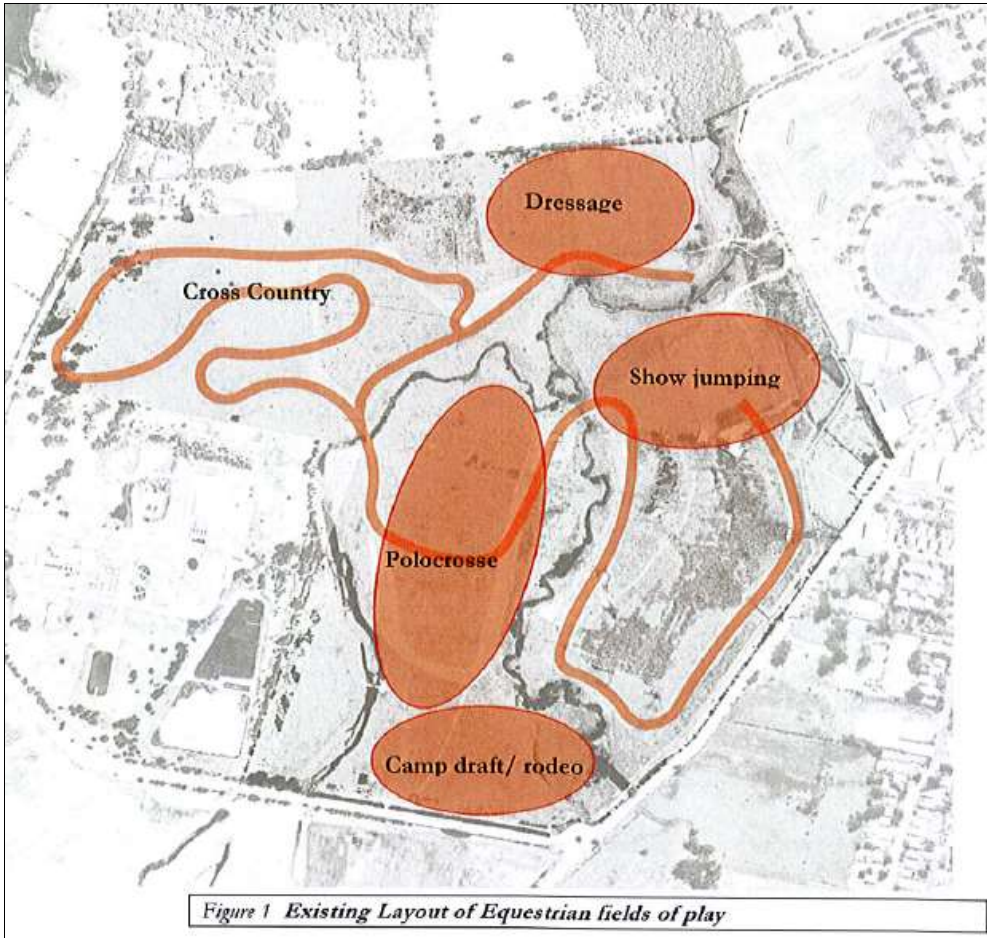 Dressage
Cross Country
Show jumping
Polocrosse
Camp draft/ rodeo
Figure 1 Existing Layout of Equestrian fields of play